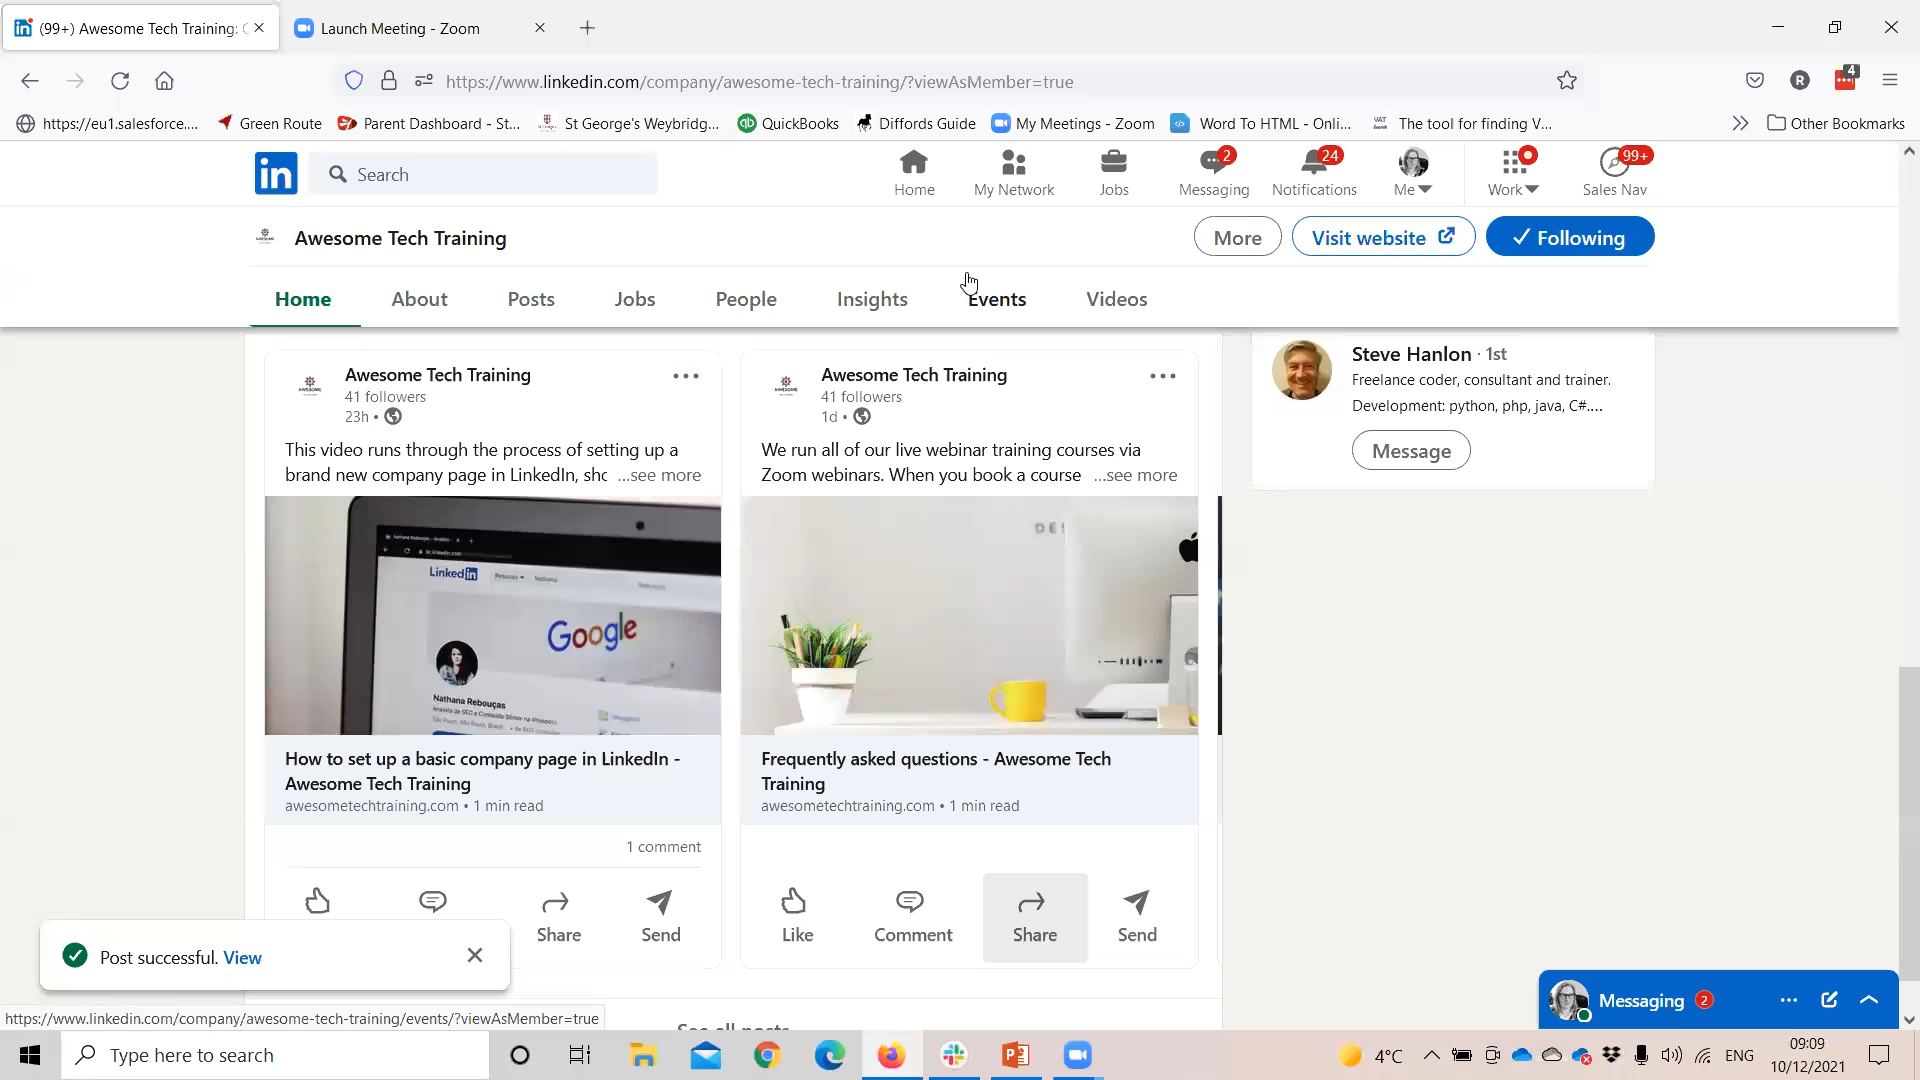 (99+) Awesome Tech Training:
Launch Meeting - Zoom
https://www.linkedin.com/company/awesome-tech-training/?viewAsMember=true
R
4
https://eu1.salesforce....
Green Route
Parent Dashboard - St...
St George's Weybridg...
QuickBooks
Diffords Guide
My Meetings - Zoom
Word To HTML - Onli...
VAT
The tool for finding V...
Other Bookmarks
in
Search
Home
My Network
Jobs
2
Messaging
24
Notifications
Me
Work
99+
Sales Nav
Awesome Tech Training
More
Visit website
Following
Home
About
Posts
Jobs
People
Insights
Events
Videos
Awesome Tech Training
41 followers
23h •
This video runs through the process of setting up a
brand new company page in LinkedIn, shc ...see more
LinkedIn
Google
Nathana Rebouças
How to set up a basic company page in LinkedIn -
Awesome Tech Training
awesometechtraining.com • 1 min read
1 comment
Share
Send
Awesome Tech Training
41 followers
1d •
We run all of our live webinar training courses via
Zoom webinars. When you book a course ...see more
Frequently asked questions - Awesome Tech
Training
awesometechtraining.com • 1 min read
Like
Comment
Share
Send
Steve Hanlon · 1st
Freelance coder, consultant and trainer.
Development: python, php, java, C#....
Message
Post successful. View
See all posts
Messaging 2
https://www.linkedin.com/company/awesome-tech-training/events/?viewAsMember=true
Type here to search
4°C
ENG
09:09
10/12/2021